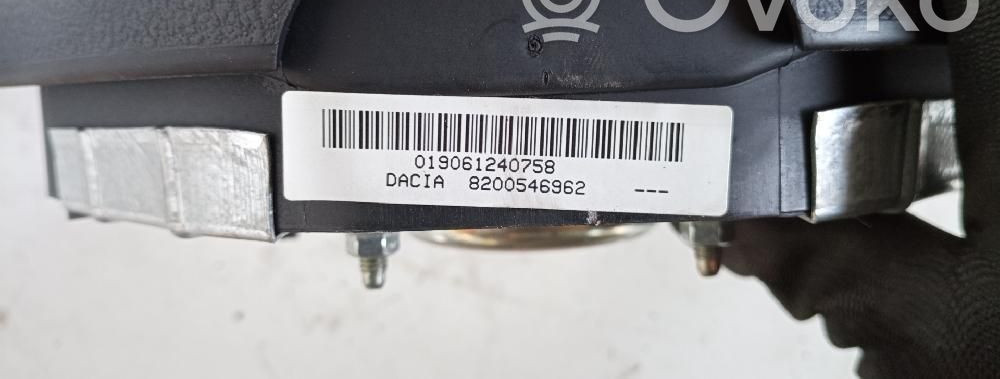 OVOKO
019061240758
DACIA 8200546962 ---